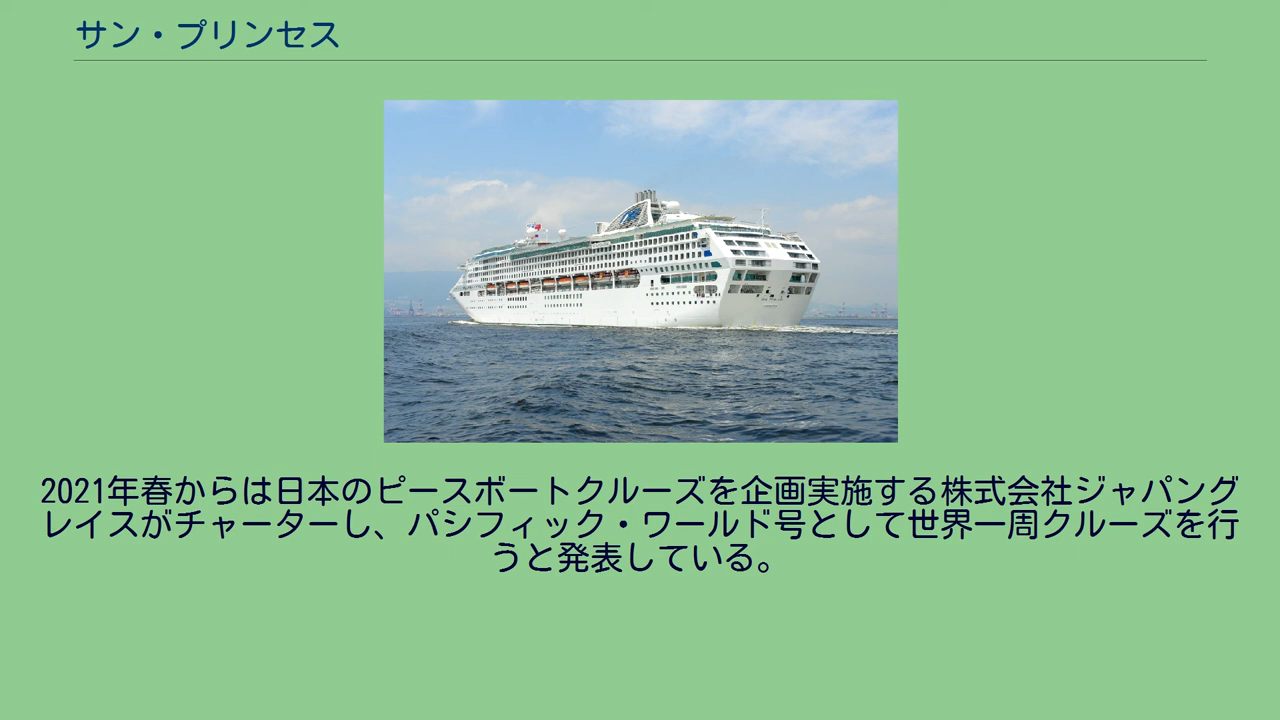 サン・プリンセス
2021年春からは日本のピースボートクルーズを企画実施する株式会社ジャパング
レイスがチャーターし、パシフィック・ワールド号として世界一周クルーズを行
うと発表している。